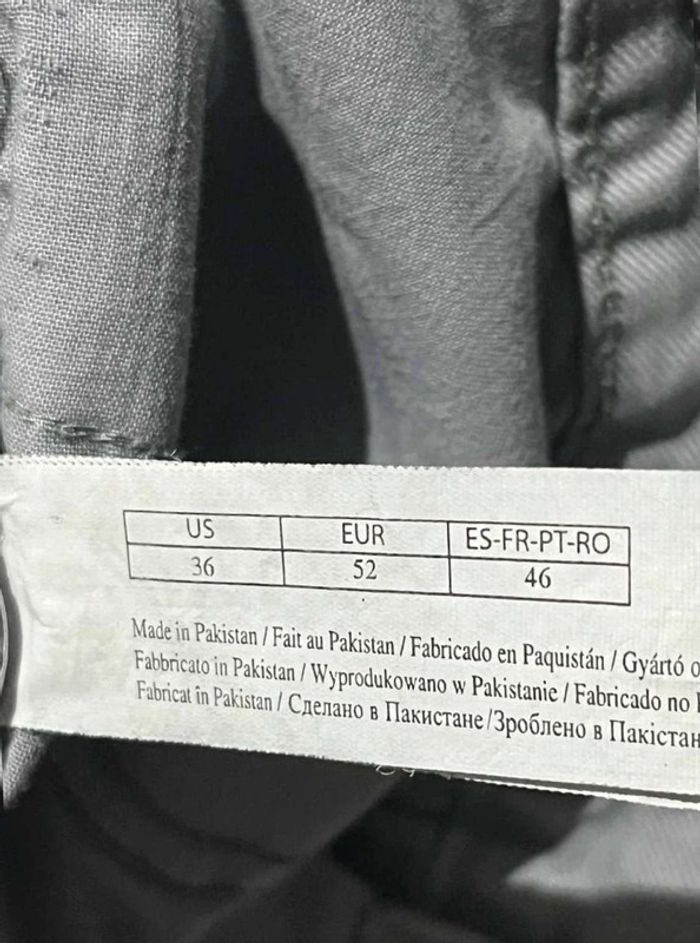 US EUR ES-FR-PT-RO
36 52 46
Made in Pakistan / Fait au Pakistan / Fabricado en Paquistán / Gyártó
Fabbricato in Pakistan / Wyprodukowano w Pakistanie / Fabricado no
Fabricat în Pakistan / Сделано в Пакистане/Зроблено в Пакістан